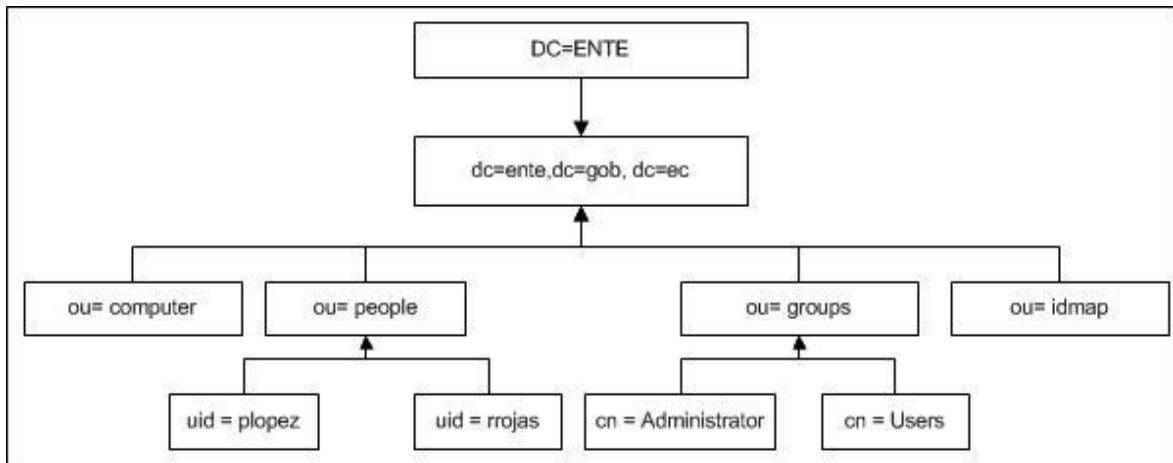 DC=ENTE
dc=ente,dc=gob, dc=ec
ou= computer
ou= people
ou= groups
ou= idmap
uid = plopez
uid = rrojas
cn = Administrator
cn = Users